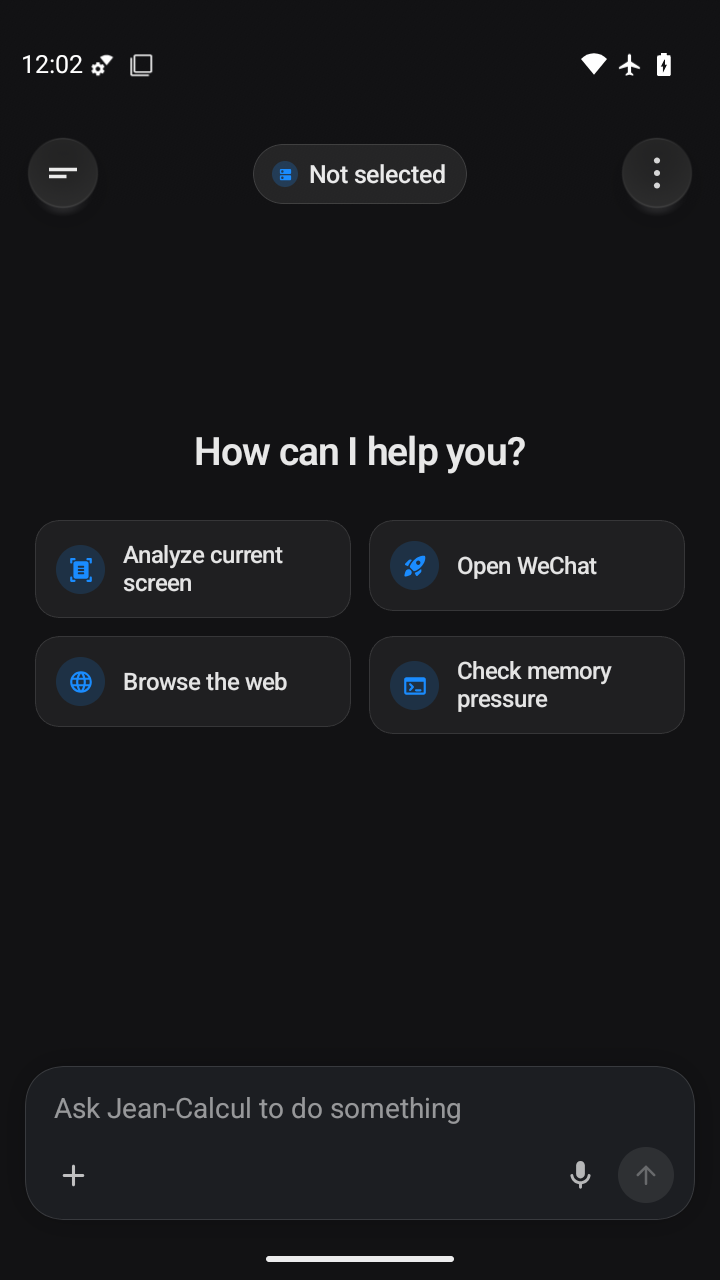 12:02
Not selected
How can I help you?
Analyze current
screen
Open WeChat
Browse the web
Check memory
pressure
Ask Jean-Calcul to do something